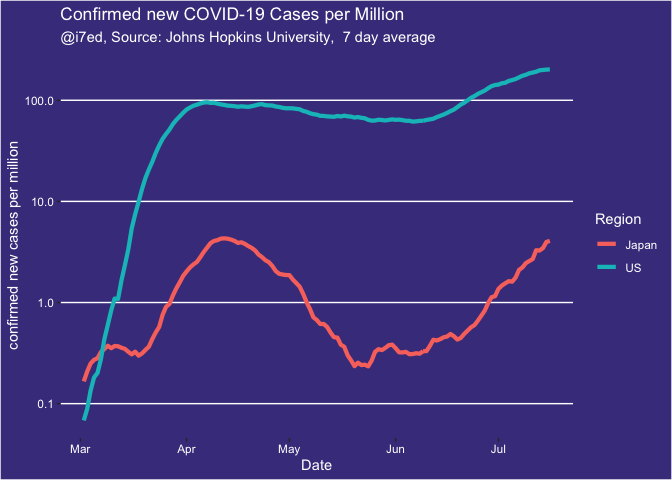 Confirmed new COVID-19 Cases per Million
@i7ed, Source: Johns Hopkins University,  7 day average
confirmed new cases per million
100.0
10.0
1.0
0.1
Mar Apr May Jun Jul
Date
Region
Japan
US